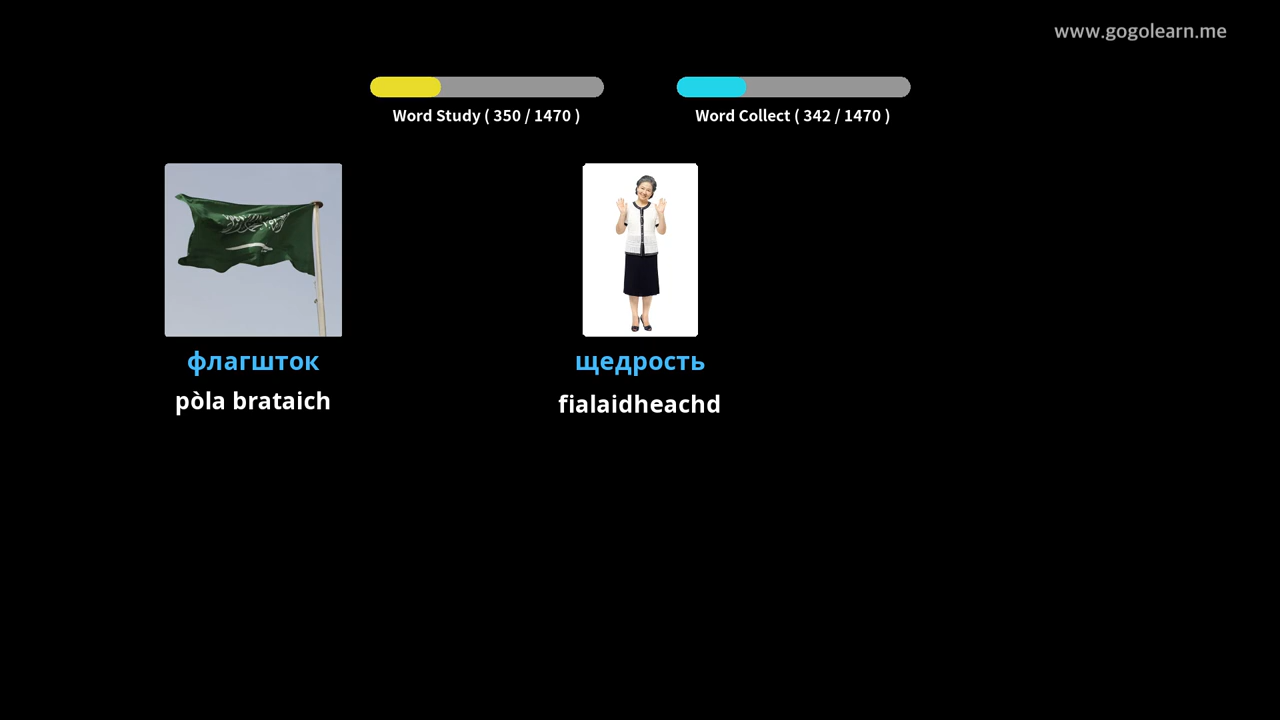 www.gogolearn.me
Word Study ( 350 / 1470 )
Word Collect ( 342 / 1470 )
флагшток
pòla brataich
щедрость
fialaidheachd